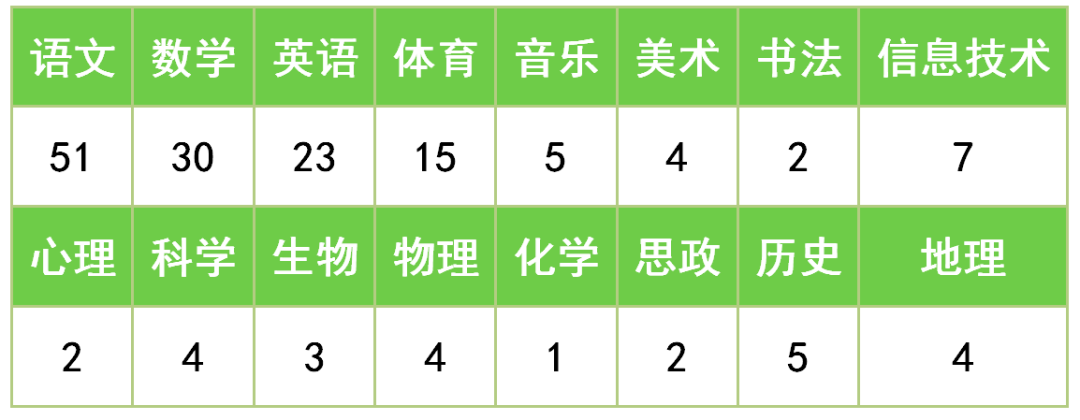 语文 数学 英语 体育 音乐 美术 书法 信息技术
51 30 23 15 5 4 2 7
心理 科学 生物 物理 化学 思政 历史 地理
2 4 3 4 1 2 5 4